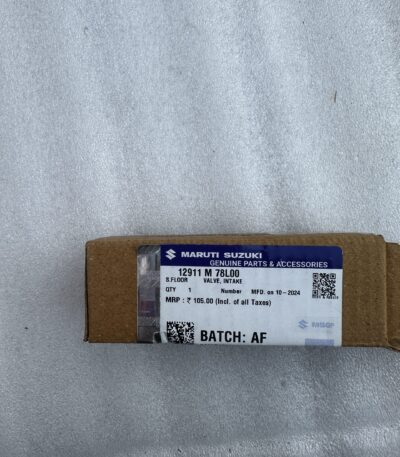 MARUTI SUZUKI
GENUINE PARTS & ACCESSORIES
12911 M 78L00
S.FLOOR VALVE, INTAKE
QTY 1 Number MFD. on 10-2024
MRP : ₹ 105.00 (Incl. of all Taxes)
MSGP
BATCH: AF